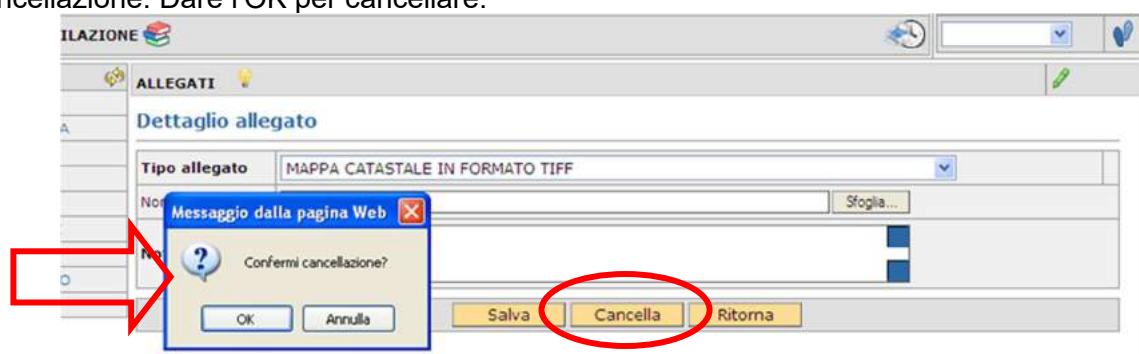 ncellazione. Dare l'OK per cancellare.
ILAZIONE
ALLEGATI
A
Dettaglio allegato
Tipo allegato MAPPA CATASTALE IN FORMATO TIFF
Sfoglia...
Messaggio dalla pagina Web
Confermi cancellazione?
O
OK Annulla
Salva Cancella Ritorna